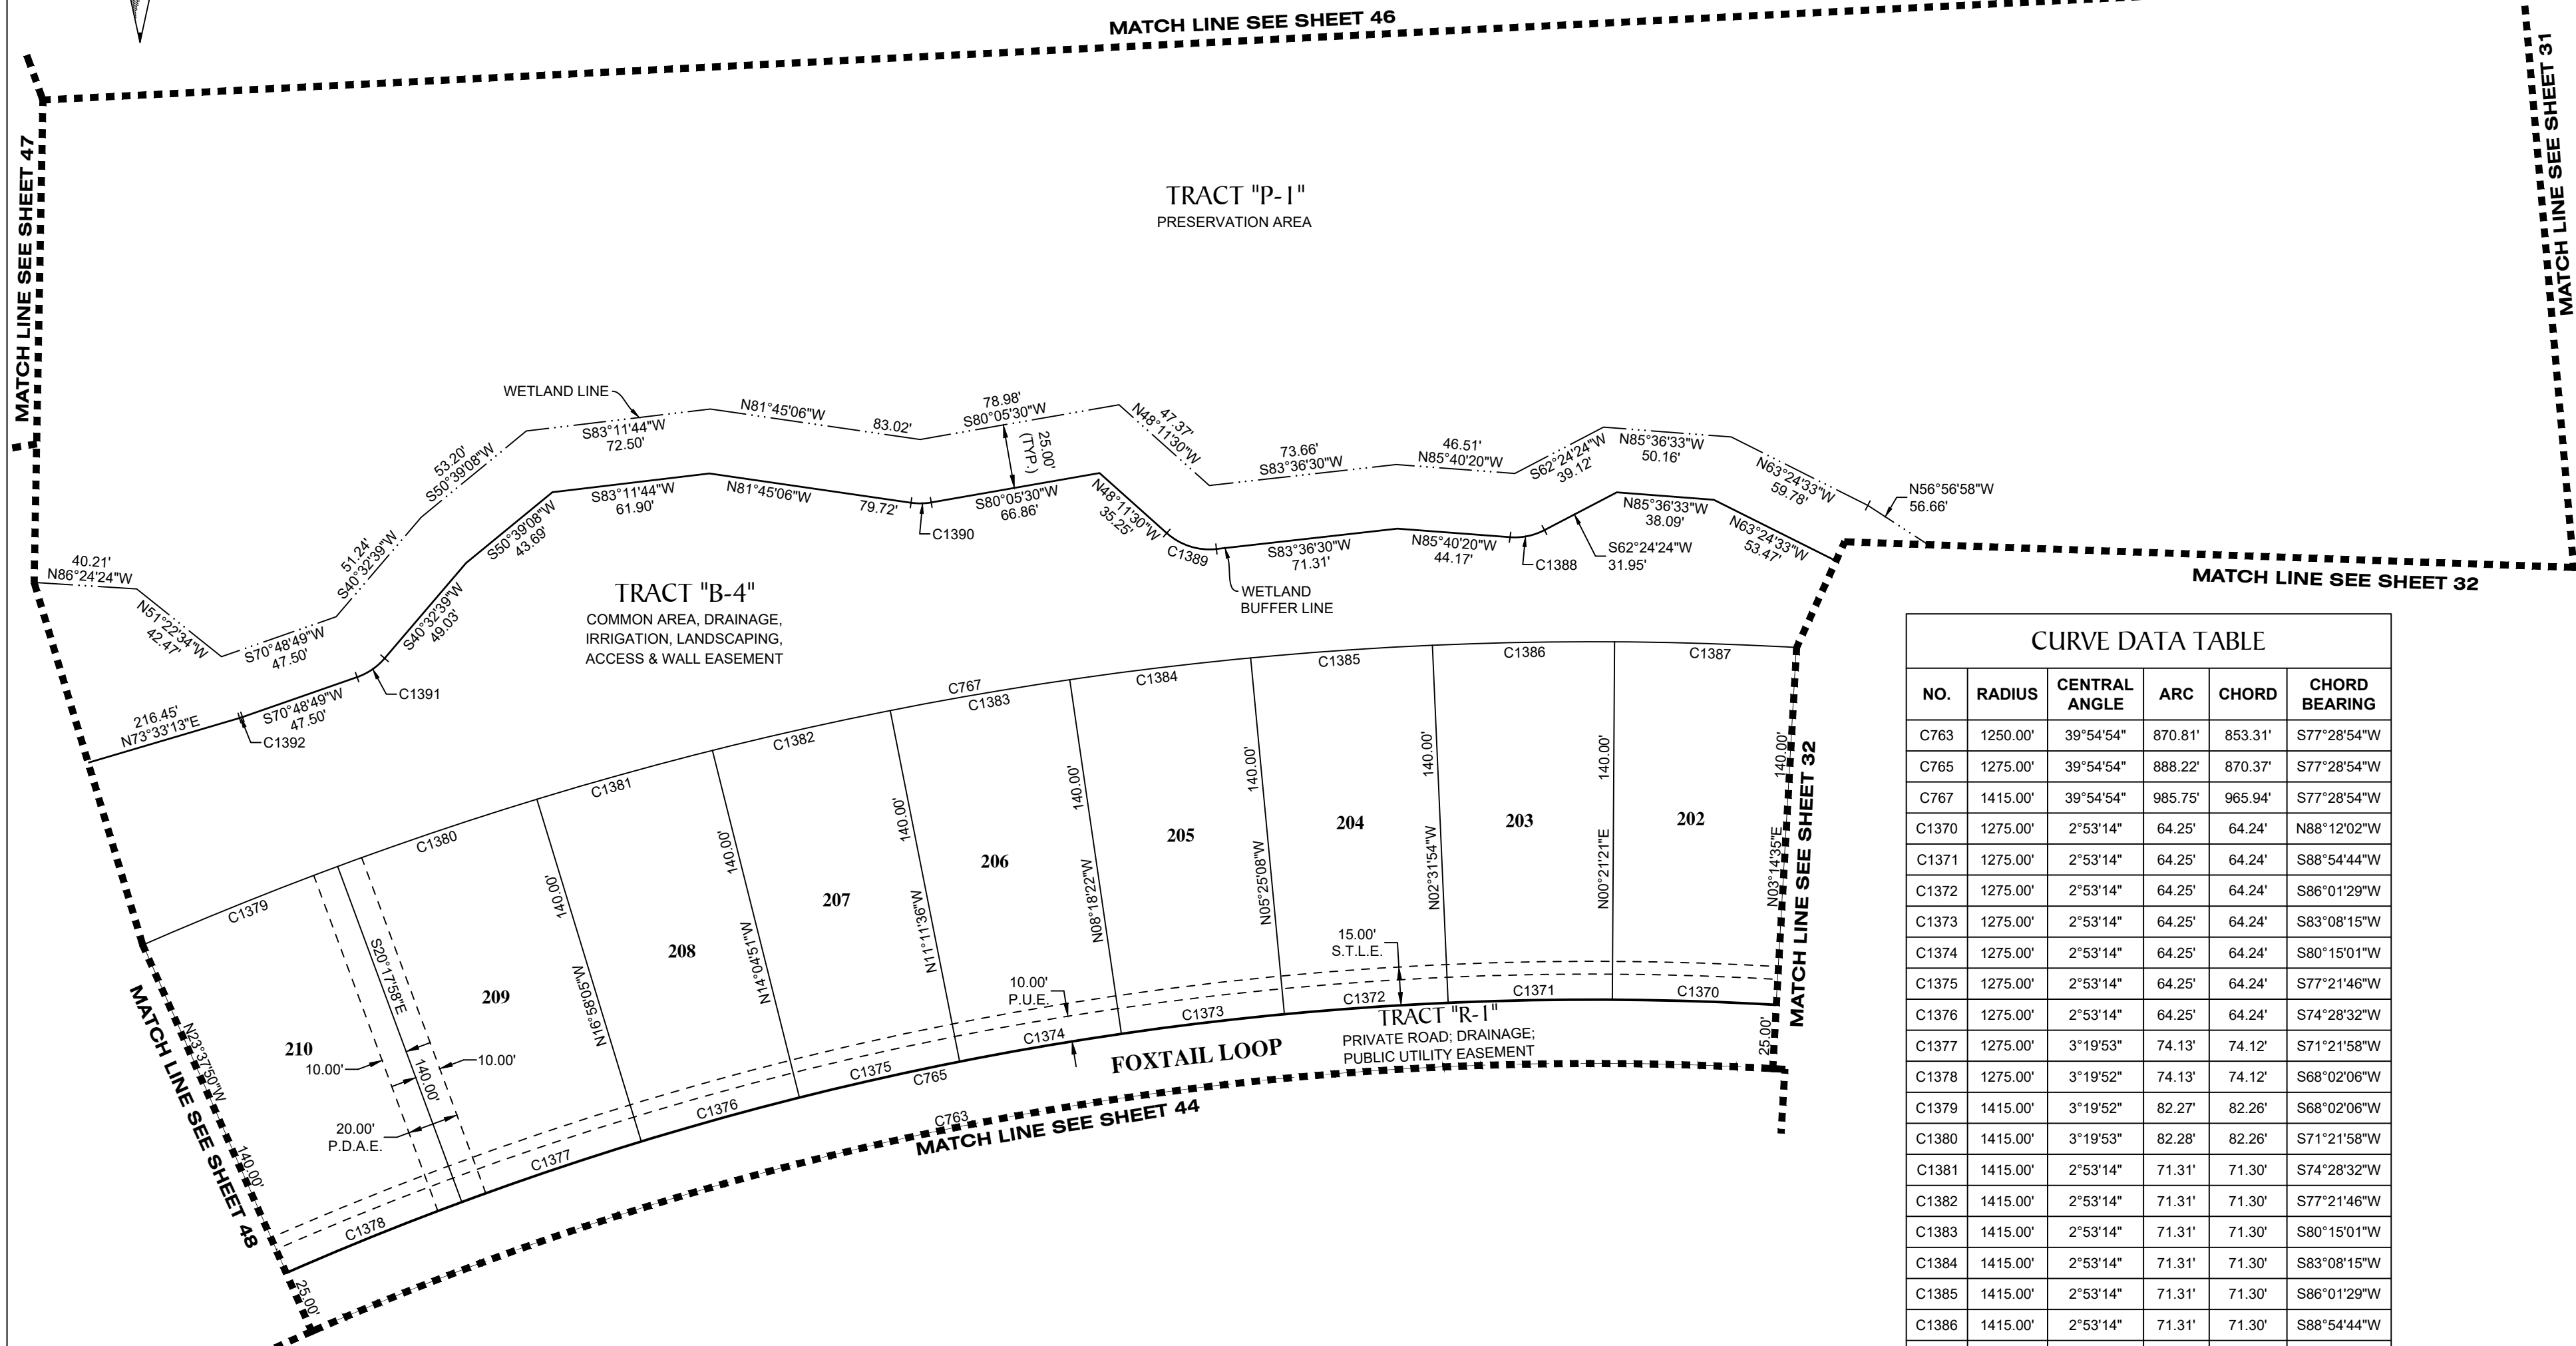 MATCH LINE SEE SHEET 46
MATCH LINE SEE SHEET 31
MATCH LINE SEE SHEET 47
TRACT "P-1"
PRESERVATION AREA
WETLAND LINE
40.21'
N86°24'24"W
N51°22'34"W
42.47'
S70°48'49"W
47.50'
51.24'
S40°32'39"W
53.20'
S50°39'08"W
S83°11'44"W
72.50'
N81°45'06"W
83.02'
78.98'
S80°05'30"W
25.00'
(TYP.)
47.37'
N48°11'30"W
73.66'
S83°36'30"W
46.51'
N85°40'20"W
S62°24'24"W
39.12'
N85°36'33"W
50.16'
N63°24'33"W
59.78'
N56°56'58"W
56.66'
216.45'
N73°33'13"E
C1392
S70°48'49"W
47.50'
C1391
S40°32'39"W
49.03'
S50°39'08"W
43.69'
S83°11'44"W
61.90'
N81°45'06"W
79.72'
C1390
S80°05'30"W
66.86'
N48°11'30"W
35.25'
C1389
WETLAND
BUFFER LINE
S83°36'30"W
71.31'
N85°40'20"W
44.17'
C1388
S62°24'24"W
31.95'
N85°36'33"W
38.09'
N63°24'33"W
53.47'
MATCH LINE SEE SHEET 32
TRACT "B-4"
COMMON AREA, DRAINAGE,
IRRIGATION, LANDSCAPING,
ACCESS & WALL EASEMENT
C1379
C1380
C1381
C1382
C767
C1383
C1384
C1385
C1386
C1387
210
209
208
207
206
205
204
203
202
MATCH LINE SEE SHEET 48
N23°37'50"W
140.00'
25.00'
S20°17'58"E
140.00'
10.00'
10.00'
20.00'
P.D.A.E.
140.00'
N16°58'05"W
140.00'
N14°04'51"W
140.00'
N11°11'36"W
140.00'
N08°18'22"W
140.00'
N05°25'08"W
140.00'
N02°31'54"W
140.00'
N00°21'21"E
140.00'
N03°14'35"E
25.00'
MATCH LINE SEE SHEET 32
10.00'
P.U.E.
15.00'
S.T.L.E.
C1378
C1377
C1376
C1375
C765
C1374
C1373
C1372
C1371
C1370
FOXTAIL LOOP
TRACT "R-1"
PRIVATE ROAD; DRAINAGE;
PUBLIC UTILITY EASEMENT
C763
MATCH LINE SEE SHEET 44
CURVE DATA TABLE
NO. RADIUS CENTRAL ANGLE ARC CHORD CHORD BEARING
C763 1250.00' 39°54'54" 870.81' 853.31' S77°28'54"W
C765 1275.00' 39°54'54" 888.22' 870.37' S77°28'54"W
C767 1415.00' 39°54'54" 985.75' 965.94' S77°28'54"W
C1370 1275.00' 2°53'14" 64.25' 64.24' N88°12'02"W
C1371 1275.00' 2°53'14" 64.25' 64.24' S88°54'44"W
C1372 1275.00' 2°53'14" 64.25' 64.24' S86°01'29"W
C1373 1275.00' 2°53'14" 64.25' 64.24' S83°08'15"W
C1374 1275.00' 2°53'14" 64.25' 64.24' S80°15'01"W
C1375 1275.00' 2°53'14" 64.25' 64.24' S77°21'46"W
C1376 1275.00' 2°53'14" 64.25' 64.24' S74°28'32"W
C1377 1275.00' 3°19'53" 74.13' 74.12' S71°21'58"W
C1378 1275.00' 3°19'52" 74.13' 74.12' S68°02'06"W
C1379 1415.00' 3°19'52" 82.27' 82.26' S68°02'06"W
C1380 1415.00' 3°19'53" 82.28' 82.26' S71°21'58"W
C1381 1415.00' 2°53'14" 71.31' 71.30' S74°28'32"W
C1382 1415.00' 2°53'14" 71.31' 71.30' S77°21'46"W
C1383 1415.00' 2°53'14" 71.31' 71.30' S80°15'01"W
C1384 1415.00' 2°53'14" 71.31' 71.30' S83°08'15"W
C1385 1415.00' 2°53'14" 71.31' 71.30' S86°01'29"W
C1386 1415.00' 2°53'14" 71.31' 71.30' S88°54'44"W